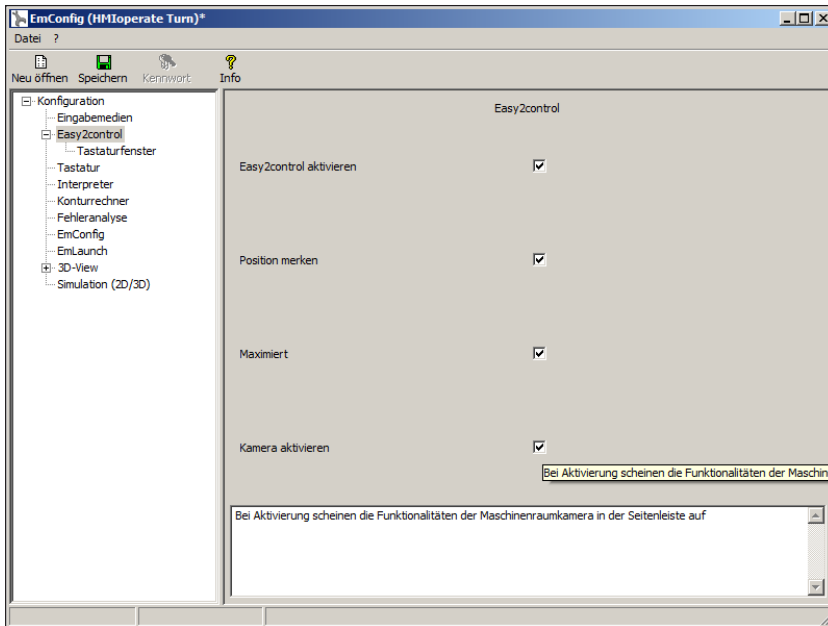 EmConfig (HMIoperate Turn)*
Datei ?
Neu öffnen Speichern Kennwort Info
Konfiguration
Eingabemedien
Easy2control
Tastaturfenster
Tastatur
Interpreter
Konturrechner
Fehleranalyse
EmConfig
EmLaunch
3D-View
Simulation (2D/3D)
Easy2control
Easy2control aktivieren
Position merken
Maximiert
Kamera aktivieren
Bei Aktivierung scheinen die Funktionalitäten der Maschin
Bei Aktivierung scheinen die Funktionalitäten der Maschinenraumkamera in der Seitenleiste auf